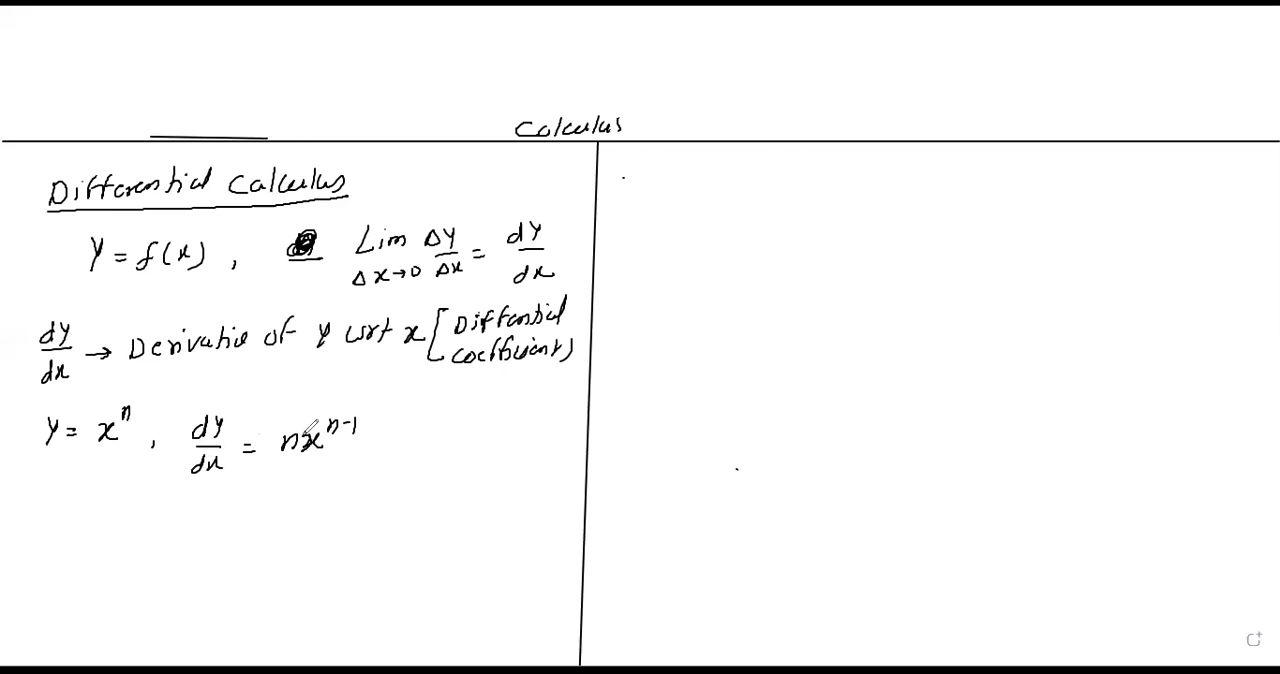 Calculus
Differential Calculus
Y = f(x) , Lim Δx→0 ΔY/Δx = dY/dx
dY/dx → Derivative of Y wrt x [Differential
coefficient)
Y = x^n , dY/dx = nx^n-1